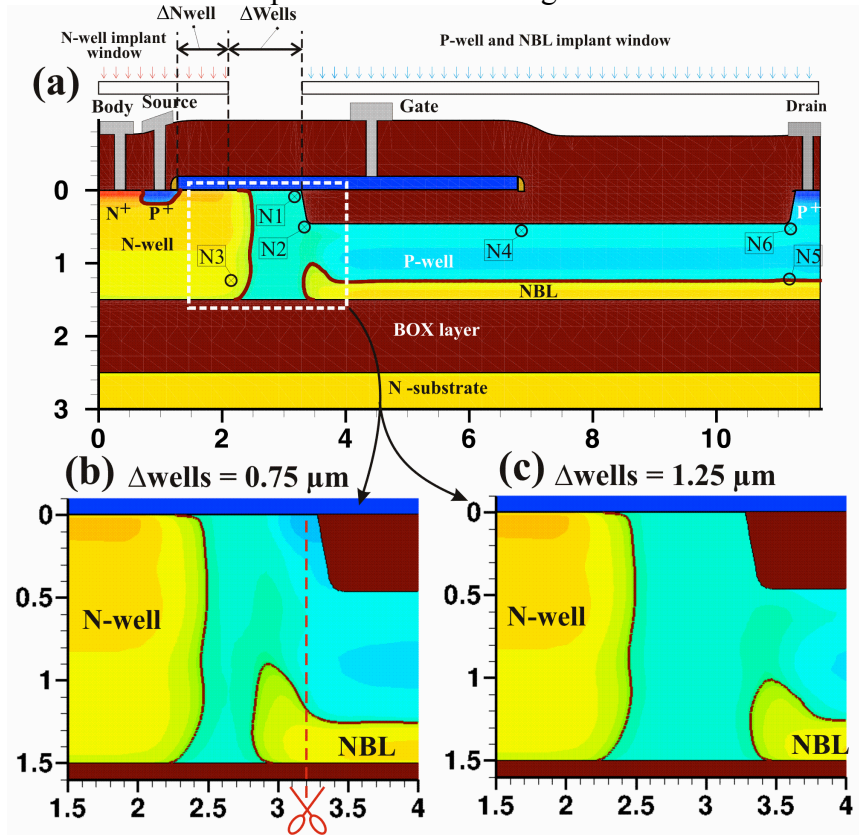 ΔNwell ΔWells
N-well implant window
P-well and NBL implant window
(a)
Body Source Gate Drain
0
N+ P+ N1 P+
N-well N2 N4 N6
N3 P-well N5
1
NBL
BOX layer
2
N -substrate
3
0 2 4 6 8 10
(b) Δwells = 0.75 µm
(c) Δwells = 1.25 µm
0
0.5
N-well
1
NBL
1.5
1.5 2 2.5 3 3.5 4
0
0.5
N-well
1
NBL
1.5
1.5 2 2.5 3 3.5 4